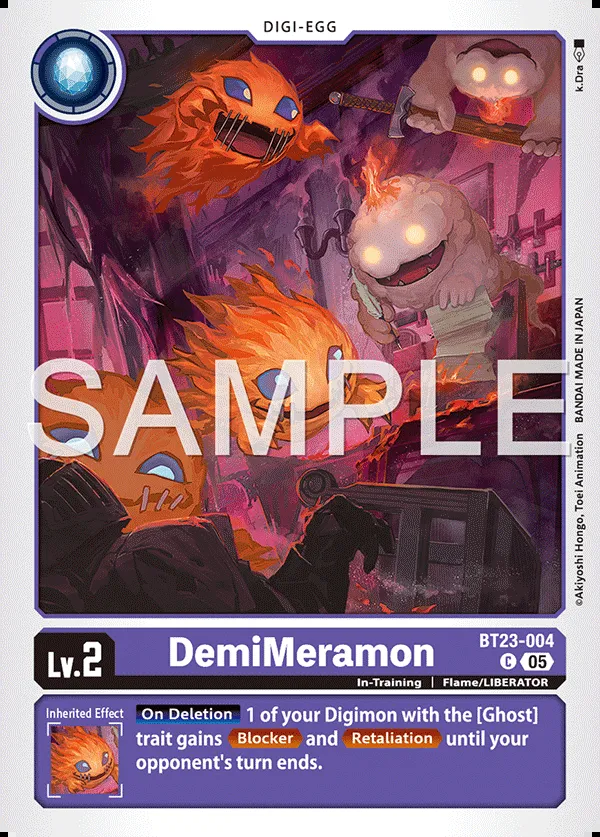 DIGI-EGG
k.Dra
SAMPLE
©Akiyoshi Hongo, Toei Animation BANDAI MADE IN JAPAN
Lv.2
DemiMeramon
BT23-004
C 05
In-Training | Flame/LIBERATOR
Inherited Effect
On Deletion 1 of your Digimon with the [Ghost]
trait gains Blocker and Retaliation until your
opponent's turn ends.